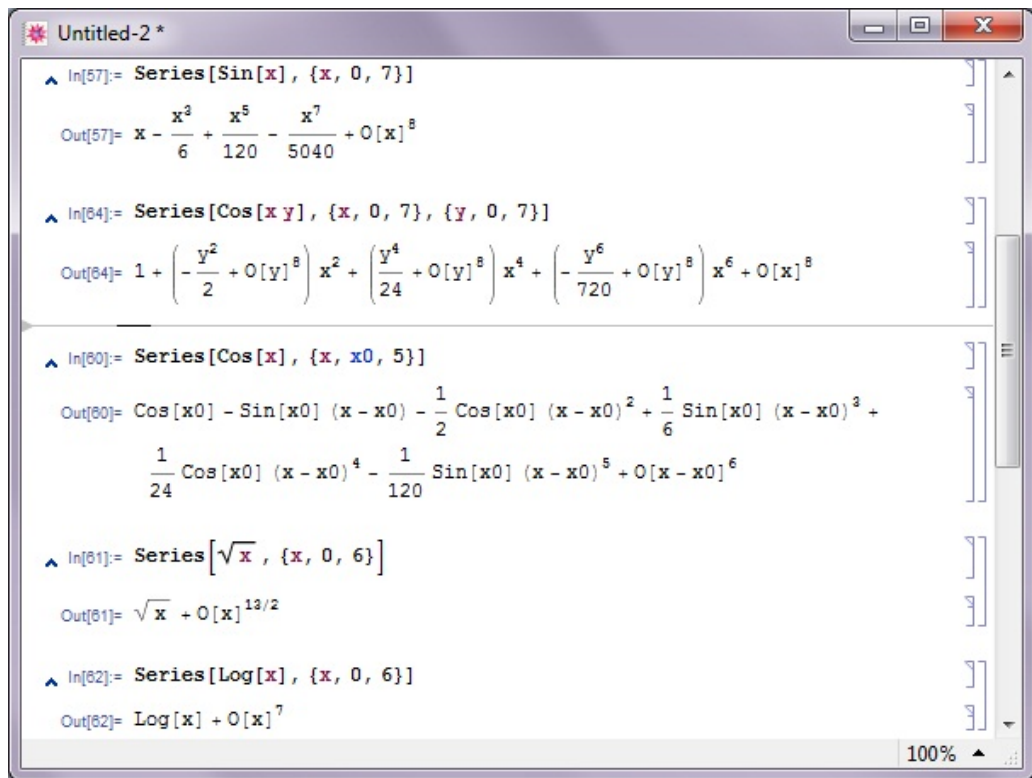 Untitled-2 *
In[57]:= Series[Sin[x], {x, 0, 7}]
Out[57]= x - x^3/6 + x^5/120 - x^7/5040 + O[x]^8
In[64]:= Series[Cos[x y], {x, 0, 7}, {y, 0, 7}]
Out[64]= 1 + (-y^2/2 + O[y]^8) x^2 + (y^4/24 + O[y]^8) x^4 + (-y^6/720 + O[y]^8) x^6 + O[x]^8
In[60]:= Series[Cos[x], {x, x0, 5}]
Out[60]= Cos[x0] - Sin[x0] (x - x0) - 1/2 Cos[x0] (x - x0)^2 + 1/6 Sin[x0] (x - x0)^3 +
1/24 Cos[x0] (x - x0)^4 - 1/120 Sin[x0] (x - x0)^5 + O[x - x0]^6
In[61]:= Series[√x, {x, 0, 6}]
Out[61]= √x + O[x]^13/2
In[62]:= Series[Log[x], {x, 0, 6}]
Out[62]= Log[x] + O[x]^7
100%